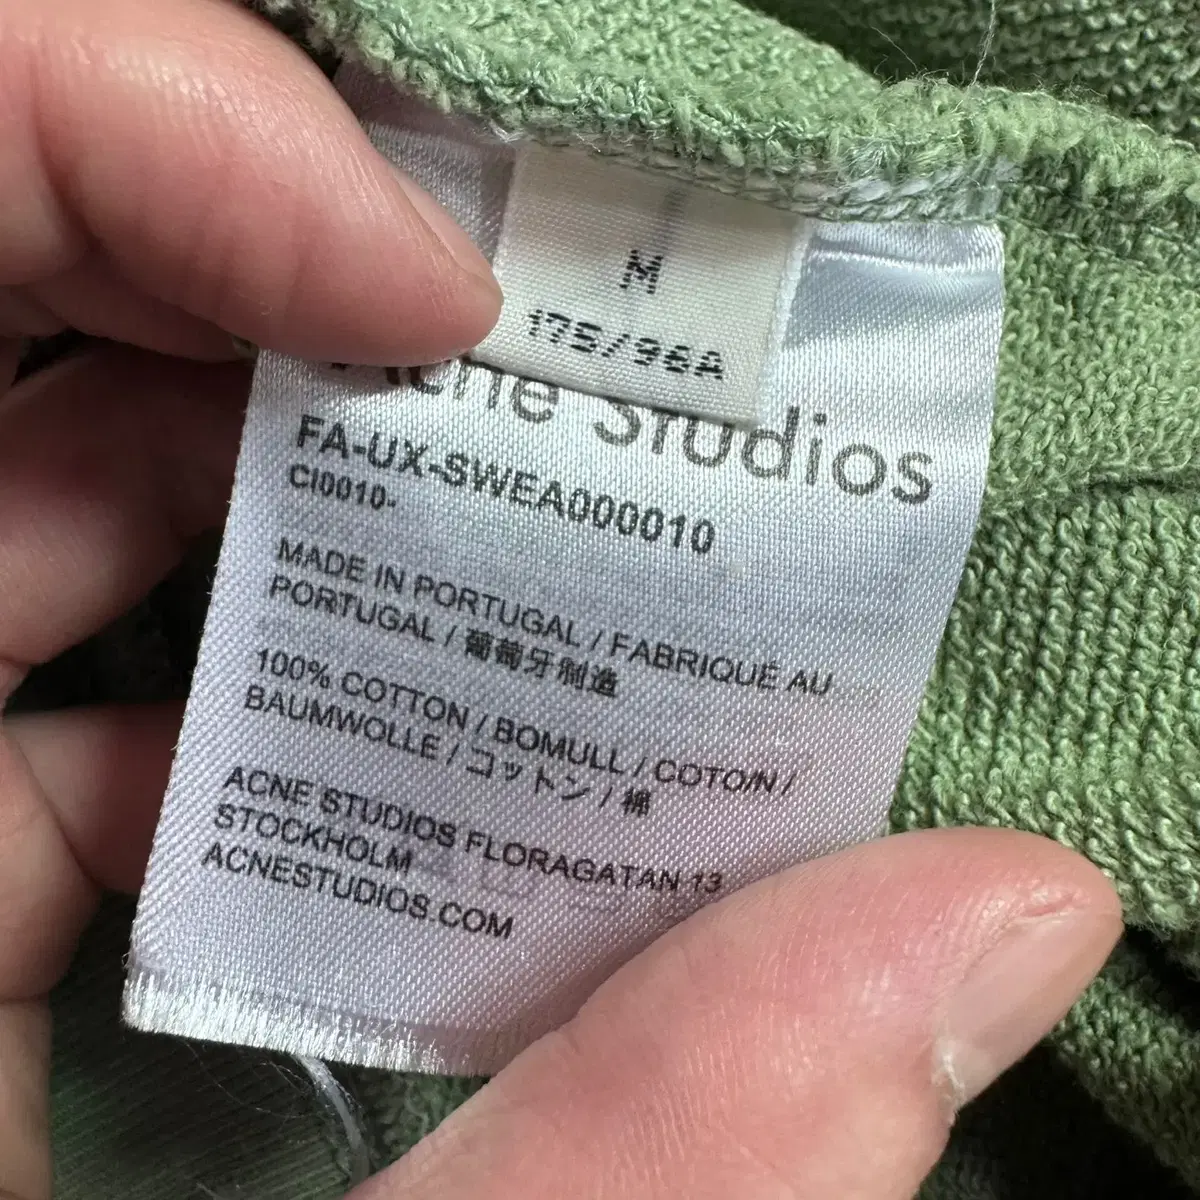 M
175/96A
Acne Studios
FA-UX-SWEA000010
CI0010-
MADE IN PORTUGAL / FABRIQUÉ AU
PORTUGAL / 葡萄牙制造
100% COTTON / BOMULL / COTO/N /
BAUMWOLLE / コットン / 棉
ACNE STUDIOS FLORAGATAN 13
STOCKHOLM
ACNESTUDIOS.COM